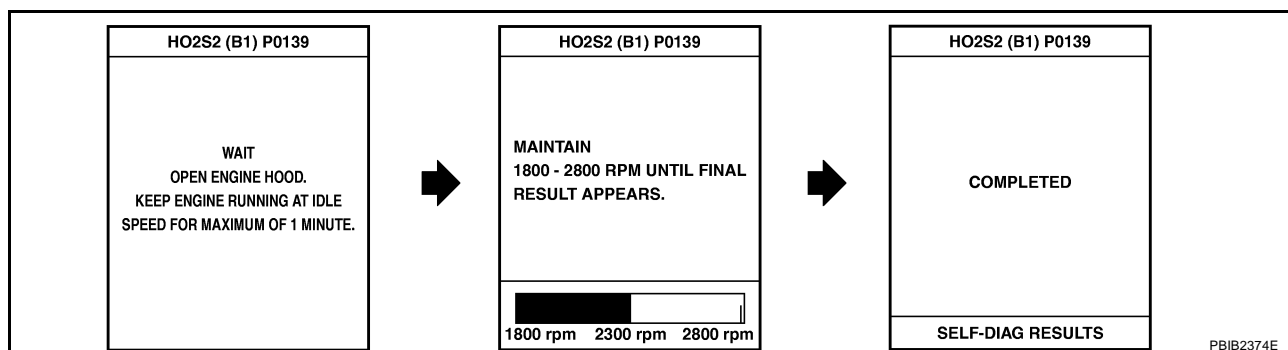 HO2S2 (B1) P0139
WAIT
OPEN ENGINE HOOD.
KEEP ENGINE RUNNING AT IDLE
SPEED FOR MAXIMUM OF 1 MINUTE.
HO2S2 (B1) P0139
MAINTAIN
1800 - 2800 RPM UNTIL FINAL
RESULT APPEARS.
1800 rpm 2300 rpm 2800 rpm
HO2S2 (B1) P0139
COMPLETED
SELF-DIAG RESULTS
PBIB2374E